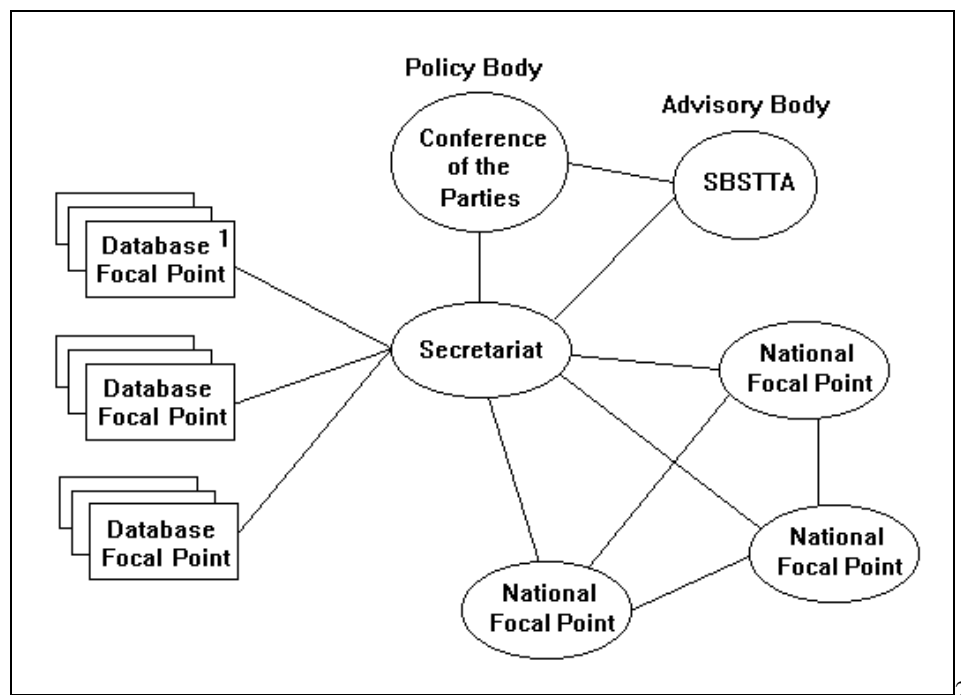 Policy Body
Conference
of the
Parties
Advisory Body
SBSTTA
Database 1
Focal Point
Database
Focal Point
Database
Focal Point
Secretariat
National
Focal Point
National
Focal Point
National
Focal Point